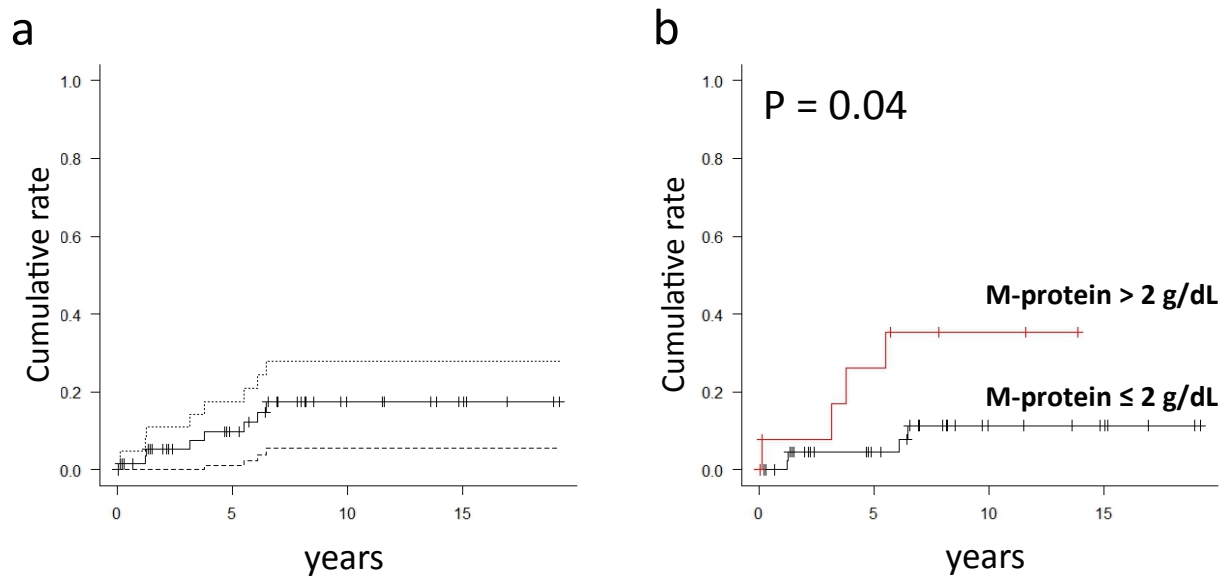 a
1.0
0.8
0.6
0.4
0.2
0.0
Cumulative rate
0 5 10 15
years
b
1.0
0.8
0.6
0.4
0.2
0.0
Cumulative rate
P = 0.04
M-protein > 2 g/dL
M-protein ≤ 2 g/dL
0 5 10 15
years